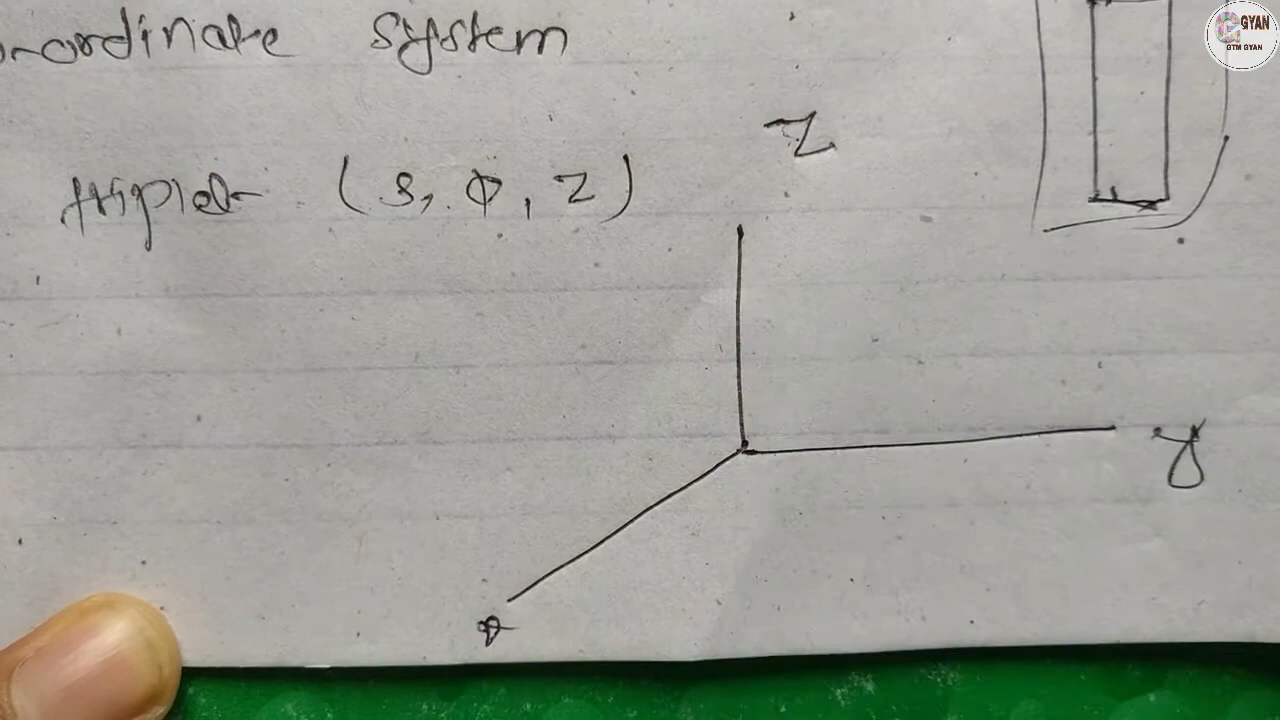 o-ordinate system
Z
triplet (s, φ, z)
y
GYAN
GTM GYAN